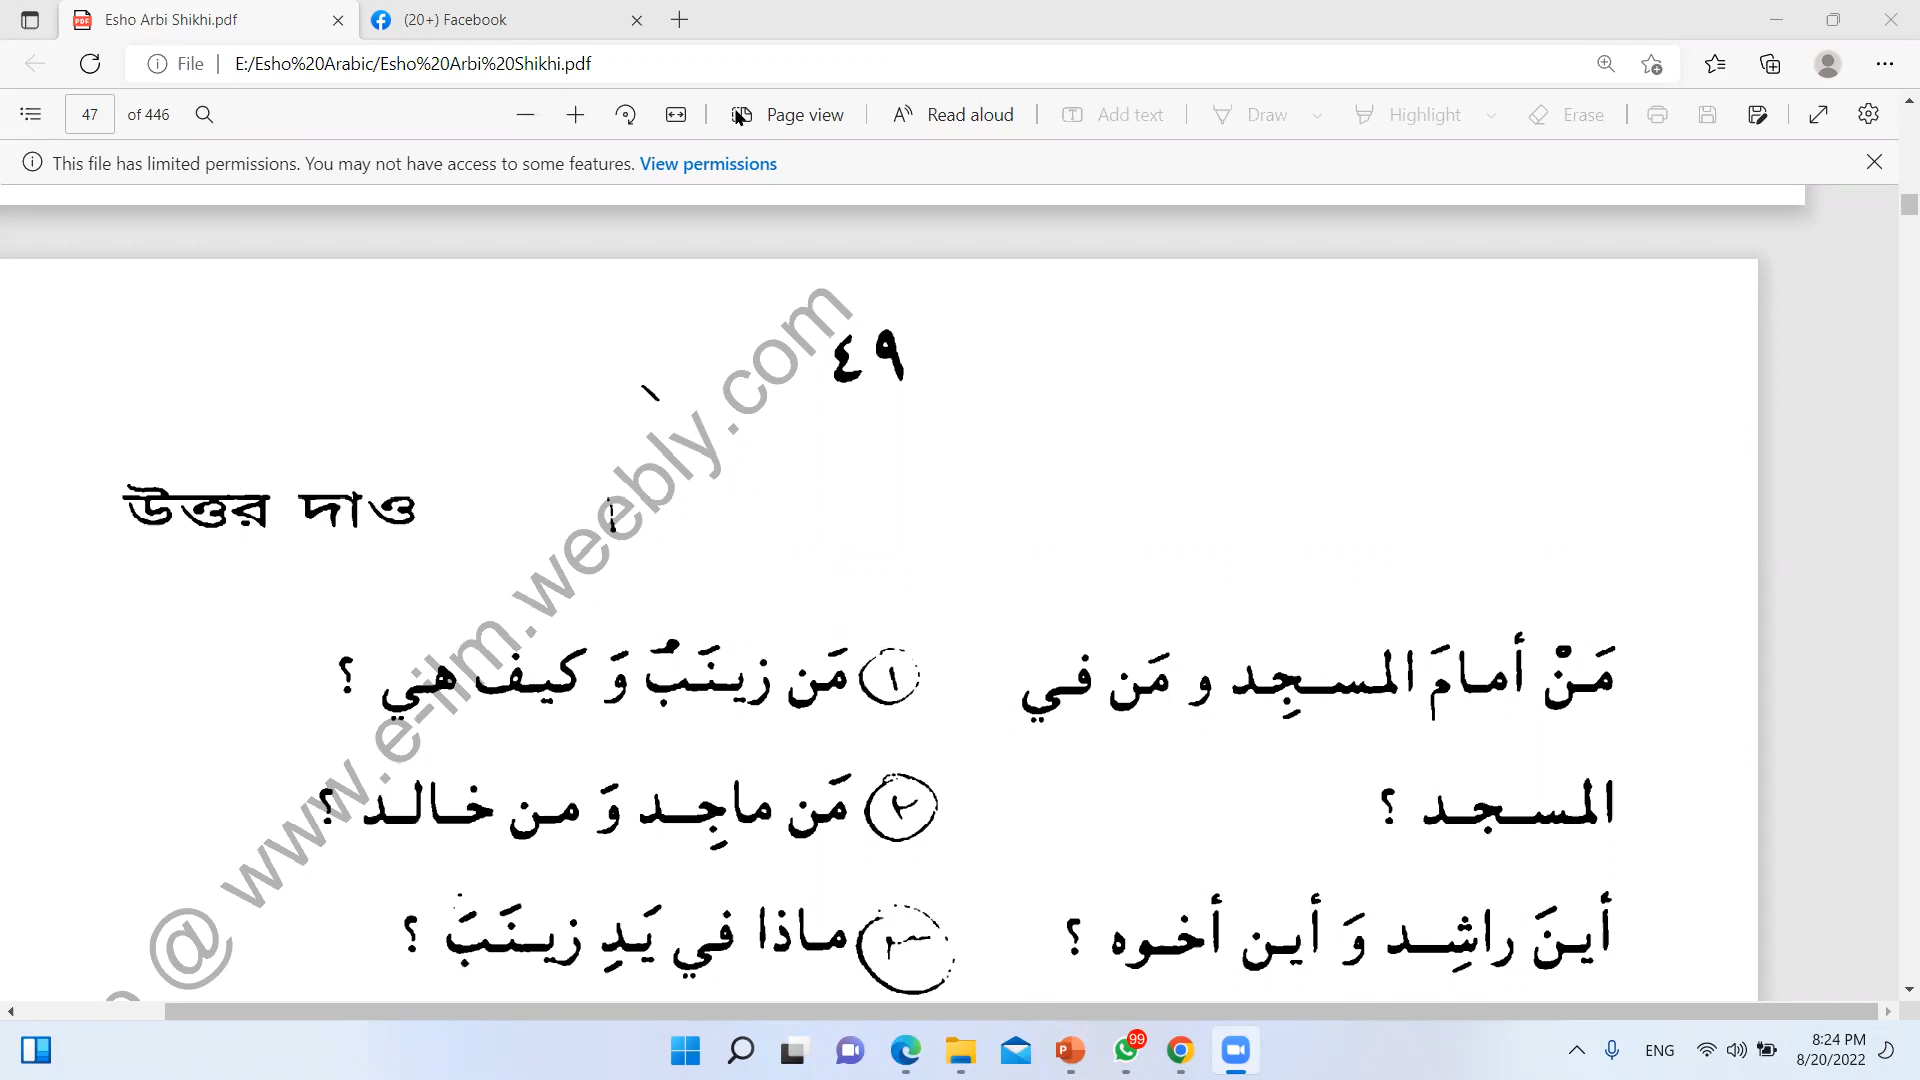 Esho Arbi Shikhi.pdf
(20+) Facebook
File
E:/Esho%20Arabic/Esho%20Arbi%20Shikhi.pdf
47 of 446
Page view
Read aloud
Add text
Draw
Highlight
Erase
This file has limited permissions. You may not have access to some features. View permissions
٤٩
উত্তর দাও ।
مَنْ أمامَ المسجِد و مَن في
المسجد ؟
أينَ راشِد وَ أين أخوه ؟
١ مَن زينَبٌ وَ كيف هي ؟
٢ مَن ماجِد وَ من خالد ؟
٣ ماذا في يَدِ زينَبَ ؟
@ www.e-ilm.weebly.com
99
ENG
8:24 PM
8/20/2022